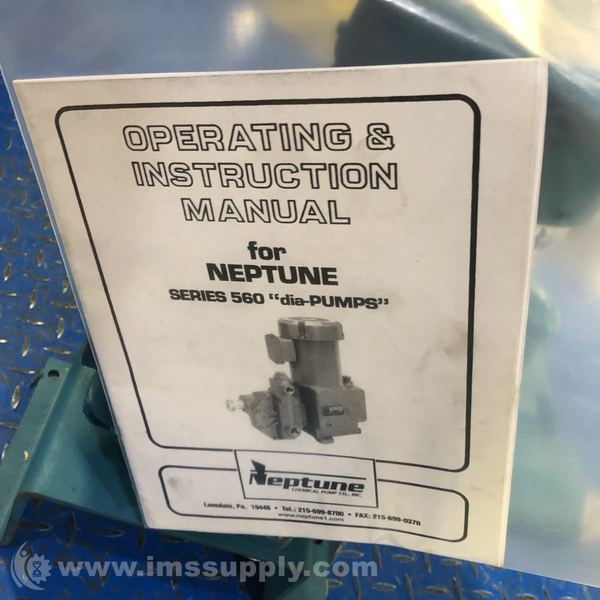 OPERATING &
INSTRUCTION
MANUAL
for
NEPTUNE
SERIES 560 "dia-PUMPS"
Neptune
CHEMICAL PUMP CO., INC.
Lansdale, Pa. 19446 • Tel.: 215-699-8700 • FAX: 215-699-0370
www.neptune1.com
www.imssupply.com